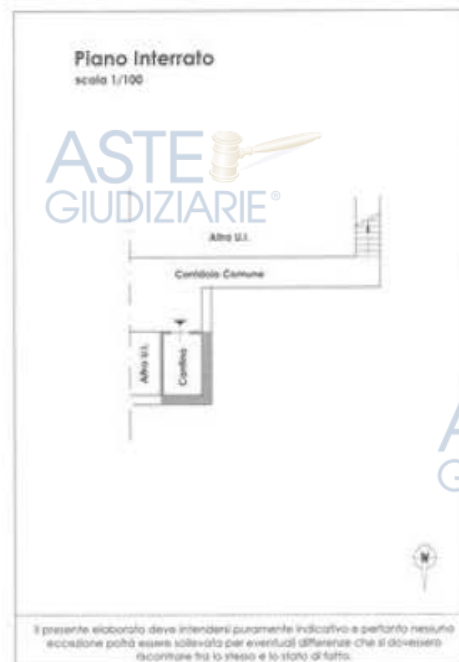 Piano Interrato
scala 1/100
ASTE
GIUDIZIARIE®
Altra U.I.
Corridoio Comune
Altra U.I.
Cantina
A
G
N
Il presente elaborato deve intendersi puramente indicativo e pertanto nessuna
eccezione potrà essere sollevata per eventuali differenze che si dovessero
riscontrare tra lo stesso e lo stato di fatto.